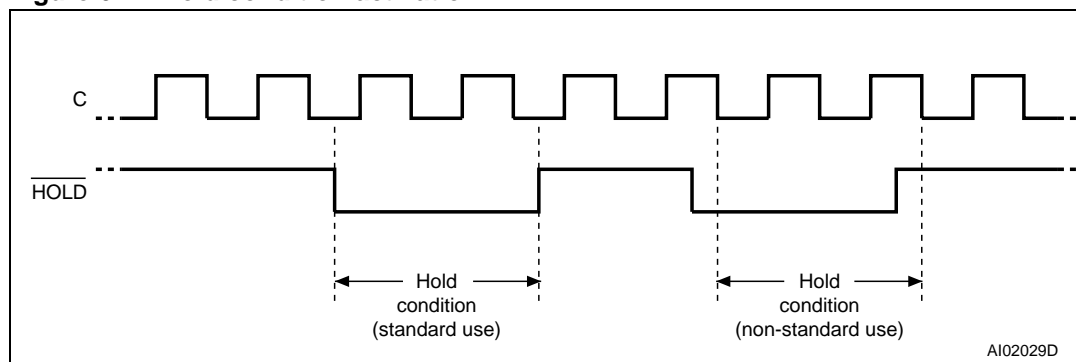 C
HOLD
Hold
condition
(standard use)
Hold
condition
(non-standard use)
AI02029D